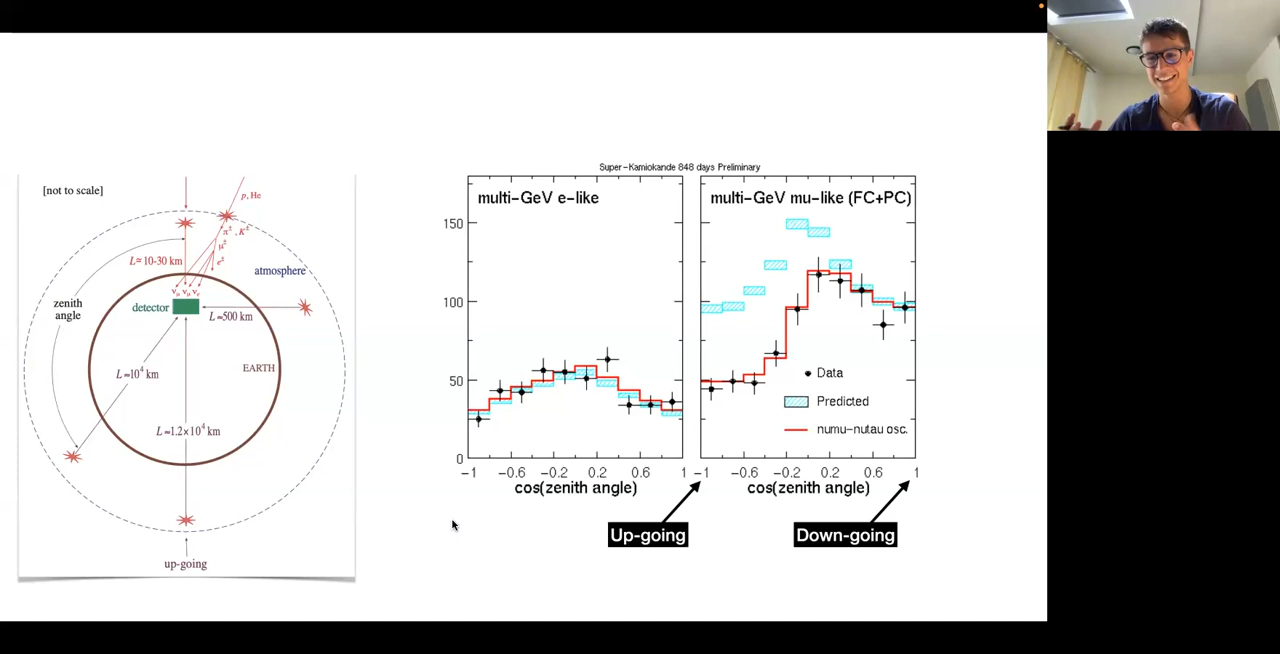 [not to scale]
p, He
π±, K±
μ±
e±
L= 10-30 km
atmosphere
zenith
angle
νμ νμ νe
detector
L≈500 km
L≈10⁴ km
EARTH
L≈1.2×10⁴ km
up-going
Super-Kamiokande 848 days Preliminary
multi-GeV e-like
multi-GeV mu-like (FC+PC)
150
100
50
0
Data
Predicted
numu-nutau osc.
-1 -0.6 -0.2 0.2 0.6 1
-1 -0.6 -0.2 0.2 0.6 1
cos(zenith angle)
cos(zenith angle)
Up-going
Down-going